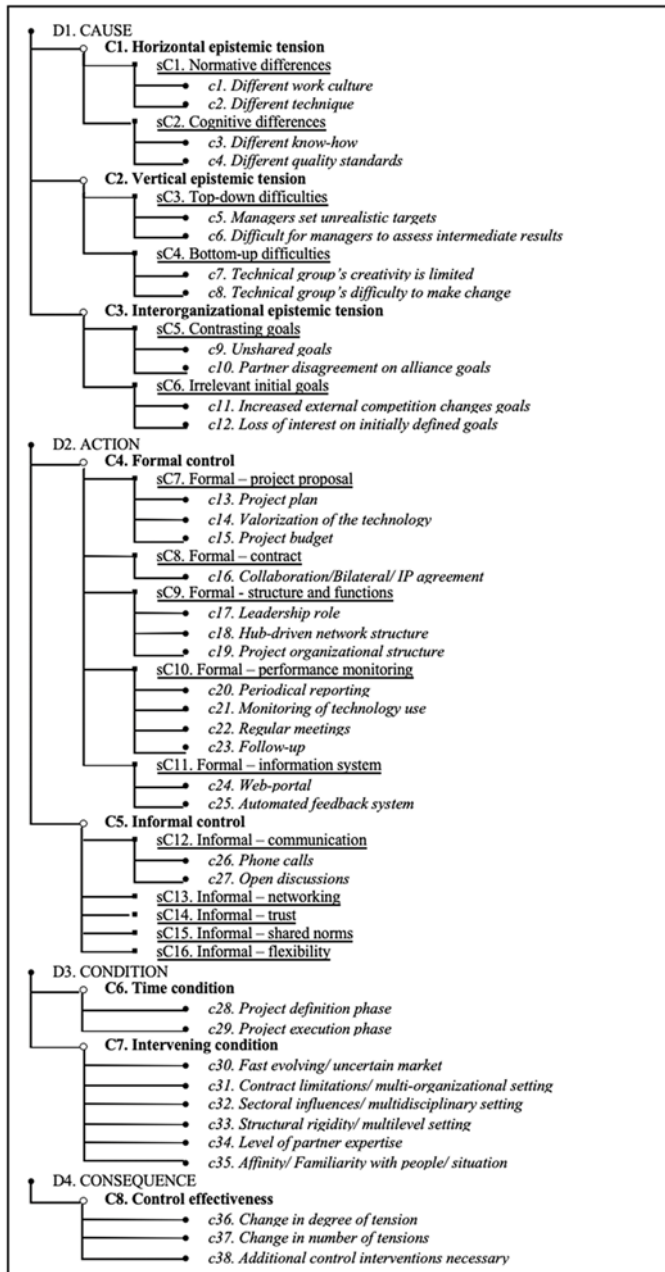 D1. CAUSE
C1. Horizontal epistemic tension
sC1. Normative differences
c1. Different work culture
c2. Different technique
sC2. Cognitive differences
c3. Different know-how
c4. Different quality standards
C2. Vertical epistemic tension
sC3. Top-down difficulties
c5. Managers set unrealistic targets
c6. Difficult for managers to assess intermediate results
sC4. Bottom-up difficulties
c7. Technical group's creativity is limited
c8. Technical group's difficulty to make change
C3. Interorganizational epistemic tension
sC5. Contrasting goals
c9. Unshared goals
c10. Partner disagreement on alliance goals
sC6. Irrelevant initial goals
c11. Increased external competition changes goals
c12. Loss of interest on initially defined goals
D2. ACTION
C4. Formal control
sC7. Formal – project proposal
c13. Project plan
c14. Valorization of the technology
c15. Project budget
sC8. Formal – contract
c16. Collaboration/Bilateral/ IP agreement
sC9. Formal - structure and functions
c17. Leadership role
c18. Hub-driven network structure
c19. Project organizational structure
sC10. Formal – performance monitoring
c20. Periodical reporting
c21. Monitoring of technology use
c22. Regular meetings
c23. Follow-up
sC11. Formal – information system
c24. Web-portal
c25. Automated feedback system
C5. Informal control
sC12. Informal – communication
c26. Phone calls
c27. Open discussions
sC13. Informal – networking
sC14. Informal – trust
sC15. Informal – shared norms
sC16. Informal – flexibility
D3. CONDITION
C6. Time condition
c28. Project definition phase
c29. Project execution phase
C7. Intervening condition
c30. Fast evolving/ uncertain market
c31. Contract limitations/ multi-organizational setting
c32. Sectoral influences/ multidisciplinary setting
c33. Structural rigidity/ multilevel setting
c34. Level of partner expertise
c35. Affinity/ Familiarity with people/ situation
D4. CONSEQUENCE
C8. Control effectiveness
c36. Change in degree of tension
c37. Change in number of tensions
c38. Additional control interventions necessary